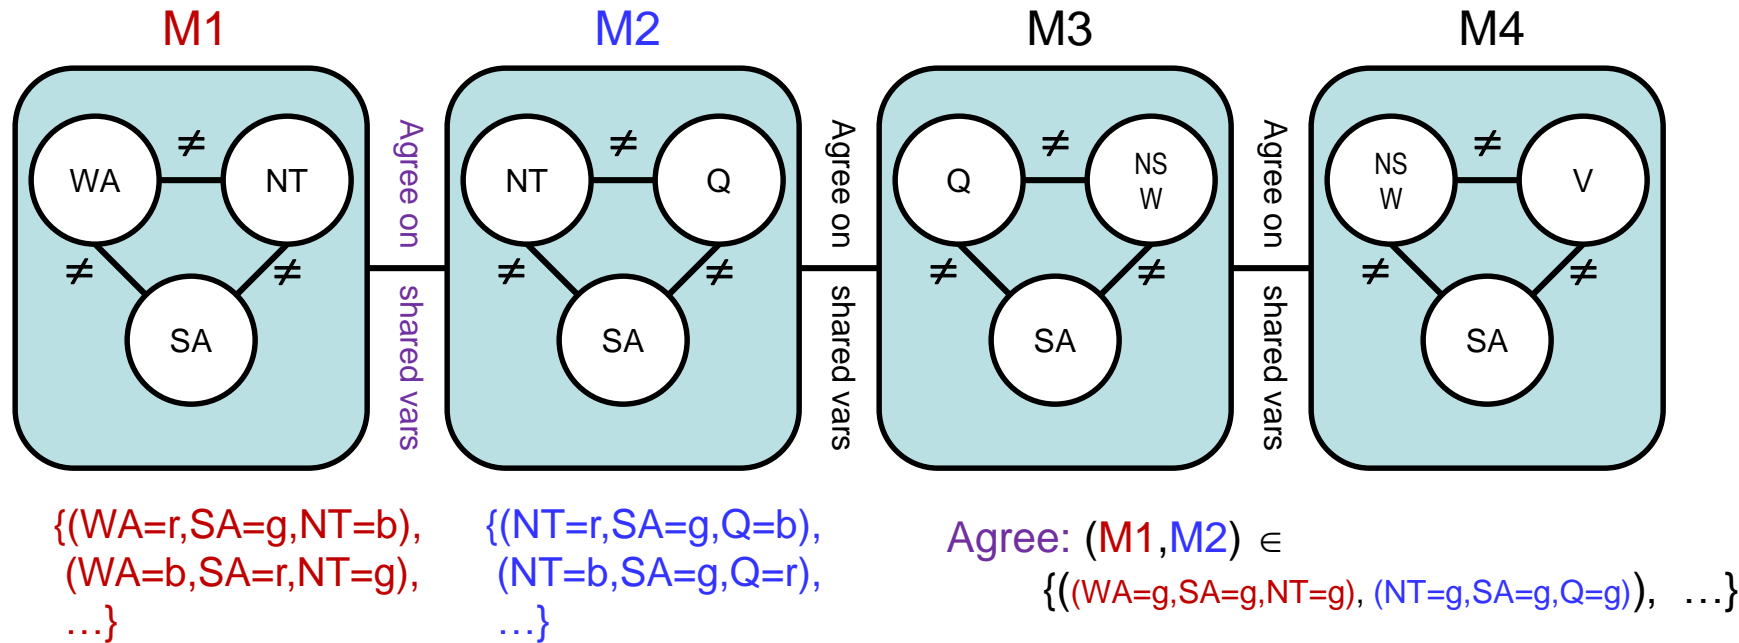 M1
M2
M3
M4
WA
≠
NT
≠
≠
SA
Agree on
shared vars
NT
≠
Q
≠
≠
SA
Agree on
shared vars
Q
≠
NS
W
≠
≠
SA
Agree on
shared vars
NS
W
≠
V
≠
≠
SA
{(WA=r,SA=g,NT=b),
(WA=b,SA=r,NT=g),
…}
{(NT=r,SA=g,Q=b),
(NT=b,SA=g,Q=r),
…}
Agree: (M1,M2) ∈
{((WA=g,SA=g,NT=g), (NT=g,SA=g,Q=g)), …}